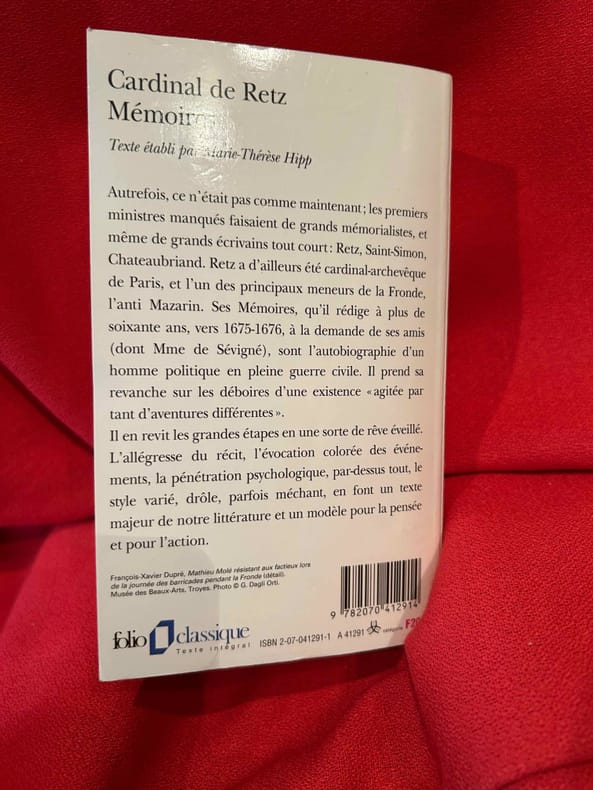 Cardinal de Retz
Mémoires
Texte établi par Marie-Thérèse Hipp
Autrefois, ce n'était pas comme maintenant ; les premiers
ministres manqués faisaient de grands mémorialistes, et
même de grands écrivains tout court : Retz, Saint-Simon,
Chateaubriand. Retz a d'ailleurs été cardinal-archevêque
de Paris, et l'un des principaux meneurs de la Fronde,
l'anti Mazarin. Ses Mémoires, qu'il rédige à plus de
soixante ans, vers 1675-1676, à la demande de ses amis
(dont Mme de Sévigné), sont l'autobiographie d'un
homme politique en pleine guerre civile. Il prend sa
revanche sur les déboires d'une existence « agitée par
tant d'aventures différentes ».
Il en revit les grandes étapes en une sorte de rêve éveillé.
L'allégresse du récit, l'évocation colorée des événe-
ments, la pénétration psychologique, par-dessus tout, le
style varié, drôle, parfois méchant, en font un texte
majeur de notre littérature et un modèle pour la pensée
et pour l'action.
François-Xavier Dupré, Mathieu Molé résistant aux factieux lors
de la journée des barricades pendant la Fronde (détail).
Musée des Beaux-Arts, Troyes. Photo © G. Dagli Orti.
9 782070 412914
folio classique
Texte intégral
ISBN 2-07-041291-1 A 41291 catégorie